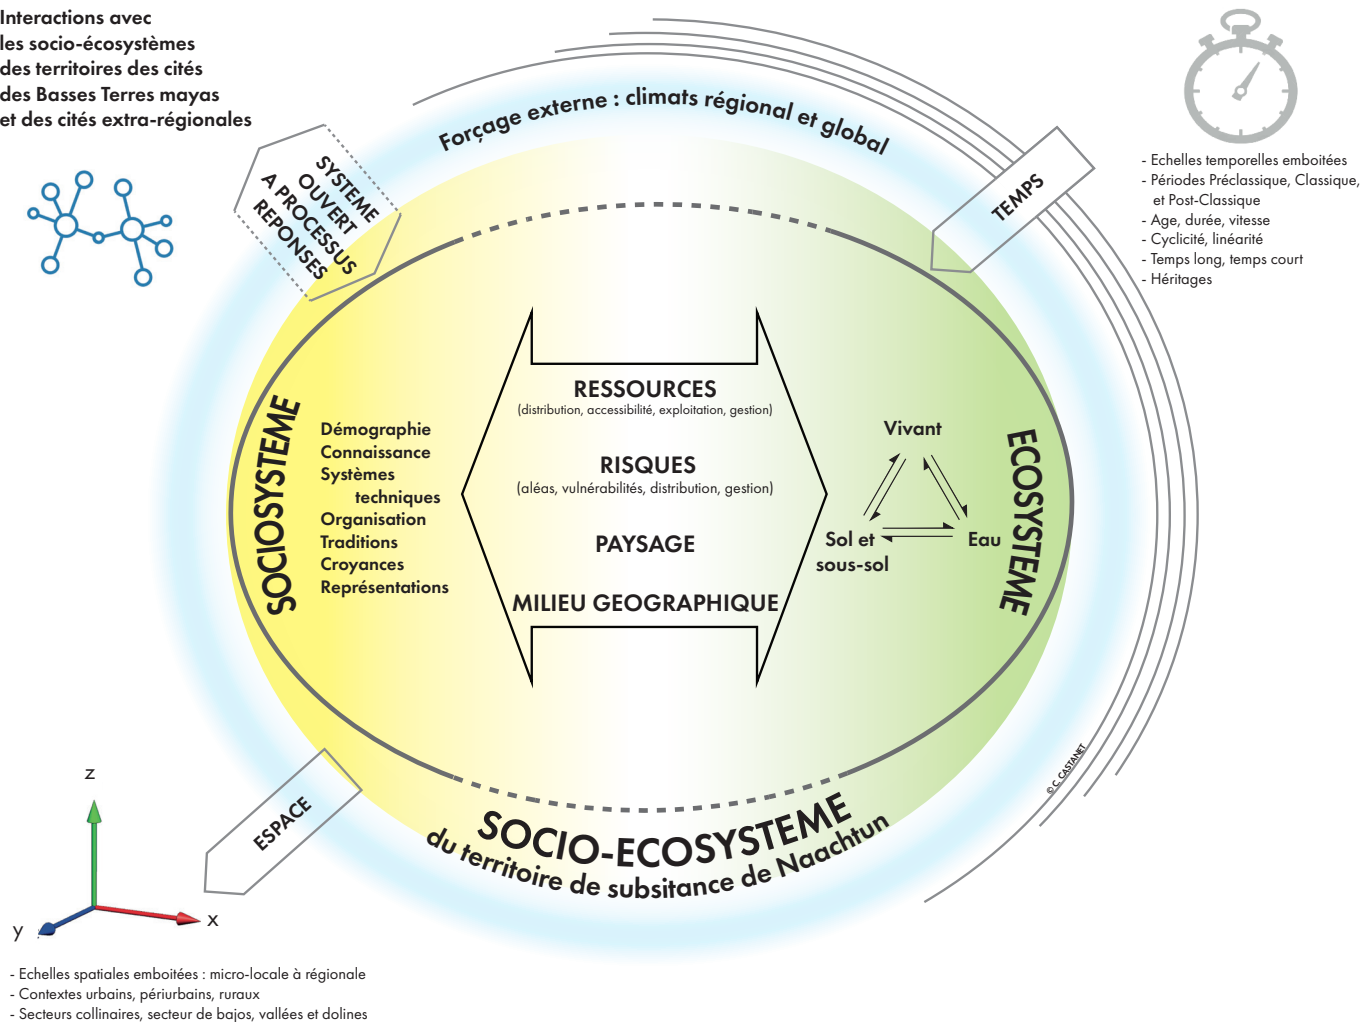 Interactions avec
les socio-écosystèmes
des territoires des cités
des Basses Terres mayas
et des cités extra-régionales
Forçage externe : climats régional et global
SYSTEME
OUVERT
A PROCESSUS
REPONSES
TEMPS
- Echelles temporelles emboitées
- Périodes Préclassique, Classique,
et Post-Classique
- Age, durée, vitesse
- Cyclicité, linéarité
- Temps long, temps court
- Héritages
SOCIOSYSTEME
Démographie
Connaissance
Systèmes
techniques
Organisation
Traditions
Croyances
Représentations
RESSOURCES
(distribution, accessibilité, exploitation, gestion)
RISQUES
(aléas, vulnérabilités, distribution, gestion)
PAYSAGE
MILIEU GEOGRAPHIQUE
Vivant
Sol et
sous-sol
Eau
ECOSYSTEME
© C. CASTANET
ESPACE
SOCIO-ECOSYSTEME
du territoire de subsitance de Naachtun
z
y
x
- Echelles spatiales emboitées : micro-locale à régionale
- Contextes urbains, périurbains, ruraux
- Secteurs collinaires, secteur de bajos, vallées et dolines